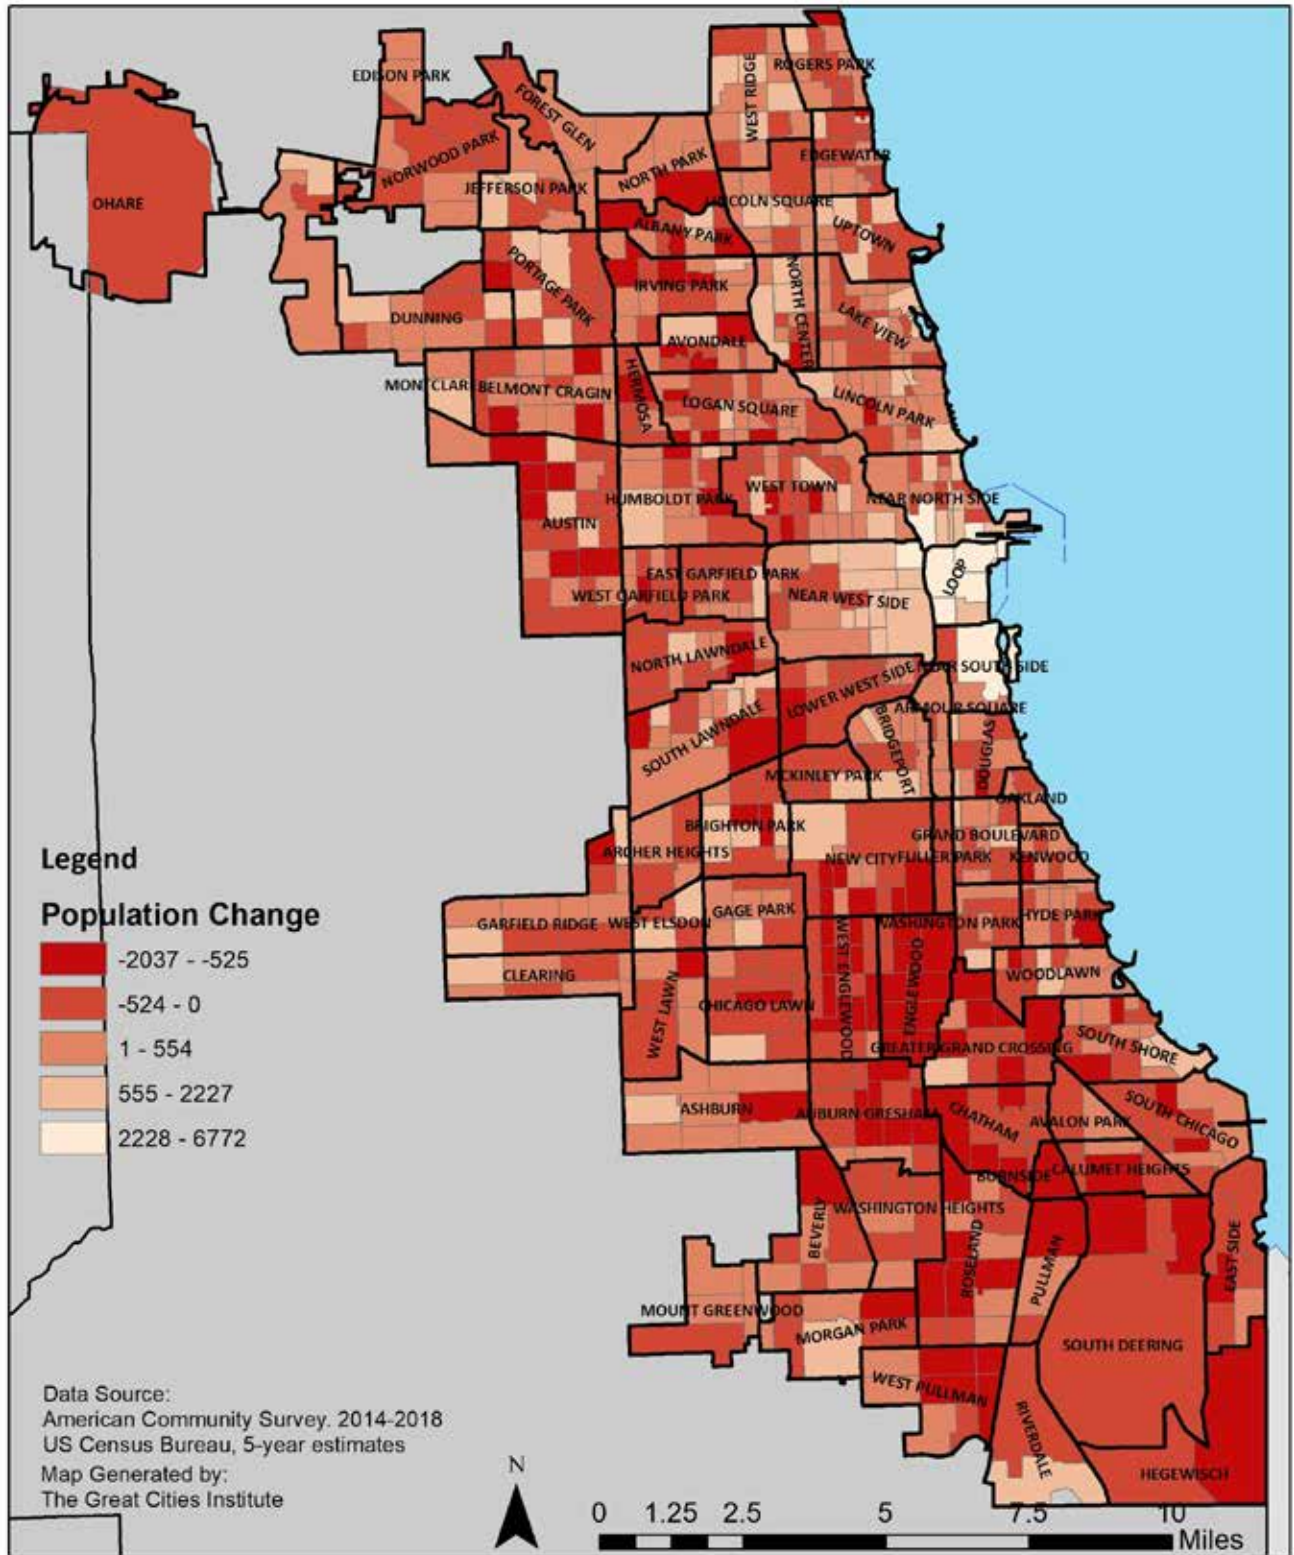 EDISON PARK
ROGERS PARK
WEST RIDGE
FOREST GLEN
NORWOOD PARK
EDGEWATER
NORTH PARK
JEFFERSON PARK
OHARE
LINCOLN SQUARE
ALBANY PARK
UPTOWN
PORTAGE PARK
IRVING PARK
NORTH CENTER
DUNNING
LAKE VIEW
AVONDALE
MONTCLAR
BELMONT CRAGIN
HERMOSA
LOGAN SQUARE
LINCOLN PARK
WEST TOWN
HUMBOLDT PARK
NEAR NORTH SIDE
AUSTIN
EAST GARFIELD PARK
LOOP
WEST GARFIELD PARK
NEAR WEST SIDE
NORTH LAWNDALE
NEAR SOUTH SIDE
LOWER WEST SIDE
ARMOUR SQUARE
SOUTH LAWNDALE
BRIDGEPORT
DOUGLAS
MCKINLEY PARK
OAKLAND
BRIGHTON PARK
GRAND BOULEVARD
ARCHER HEIGHTS
NEW CITY
FULLER PARK
KENWOOD
GAGE PARK
HYDE PARK
GARFIELD RIDGE
WEST ELSDON
WASHINGTON PARK
CLEARING
WOODLAWN
WEST LAWN
CHICAGO LAWN
WEST ENGLEWOOD
ENGLEWOOD
GREATER GRAND CROSSING
SOUTH SHORE
ASHBURN
AUBURN GRESHAM
CHATHAM
AVALON PARK
SOUTH CHICAGO
BURNSIDE
CALUMET HEIGHTS
WASHINGTON HEIGHTS
BEVERLY
ROSELAND
PULLMAN
EAST SIDE
MOUNT GREENWOOD
MORGAN PARK
SOUTH DEERING
WEST PULLMAN
RIVERDALE
HEGEWISCH
Legend
Population Change
-2037 - -525
-524 - 0
1 - 554
555 - 2227
2228 - 6772
Data Source:
American Community Survey. 2014-2018
US Census Bureau, 5-year estimates
Map Generated by:
The Great Cities Institute
N
0 1.25 2.5 5 7.5 10
Miles